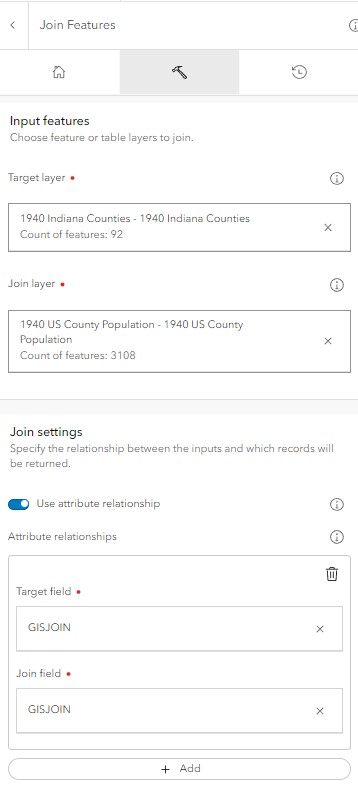 Join Features
Input features
Choose feature or table layers to join.
Target layer
1940 Indiana Counties - 1940 Indiana Counties
Count of features: 92
Join layer
1940 US County Population - 1940 US County
Population
Count of features: 3108
Join settings
Specify the relationship between the inputs and which records will
be returned.
Use attribute relationship
Attribute relationships
Target field
GISJOIN
Join field
GISJOIN
+ Add